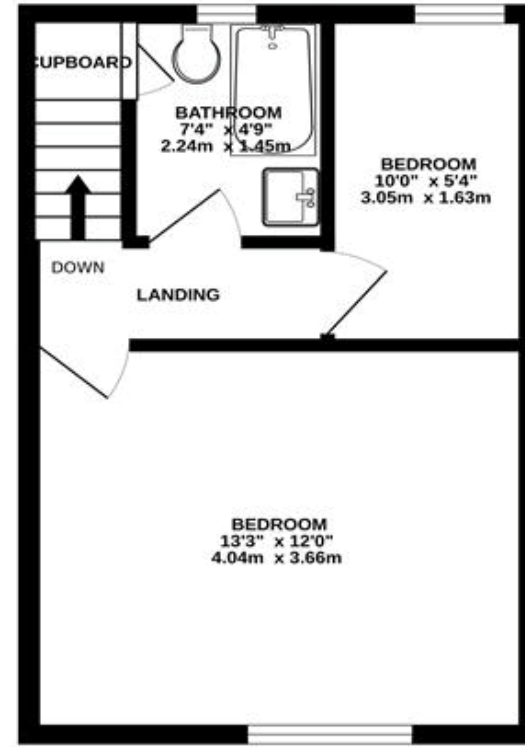 CUPBOARD
BATHROOM
7'4" x 4'9"
2.24m x 1.45m
BEDROOM
10'0" x 5'4"
3.05m x 1.63m
DOWN
LANDING
BEDROOM
13'3" x 12'0"
4.04m x 3.66m